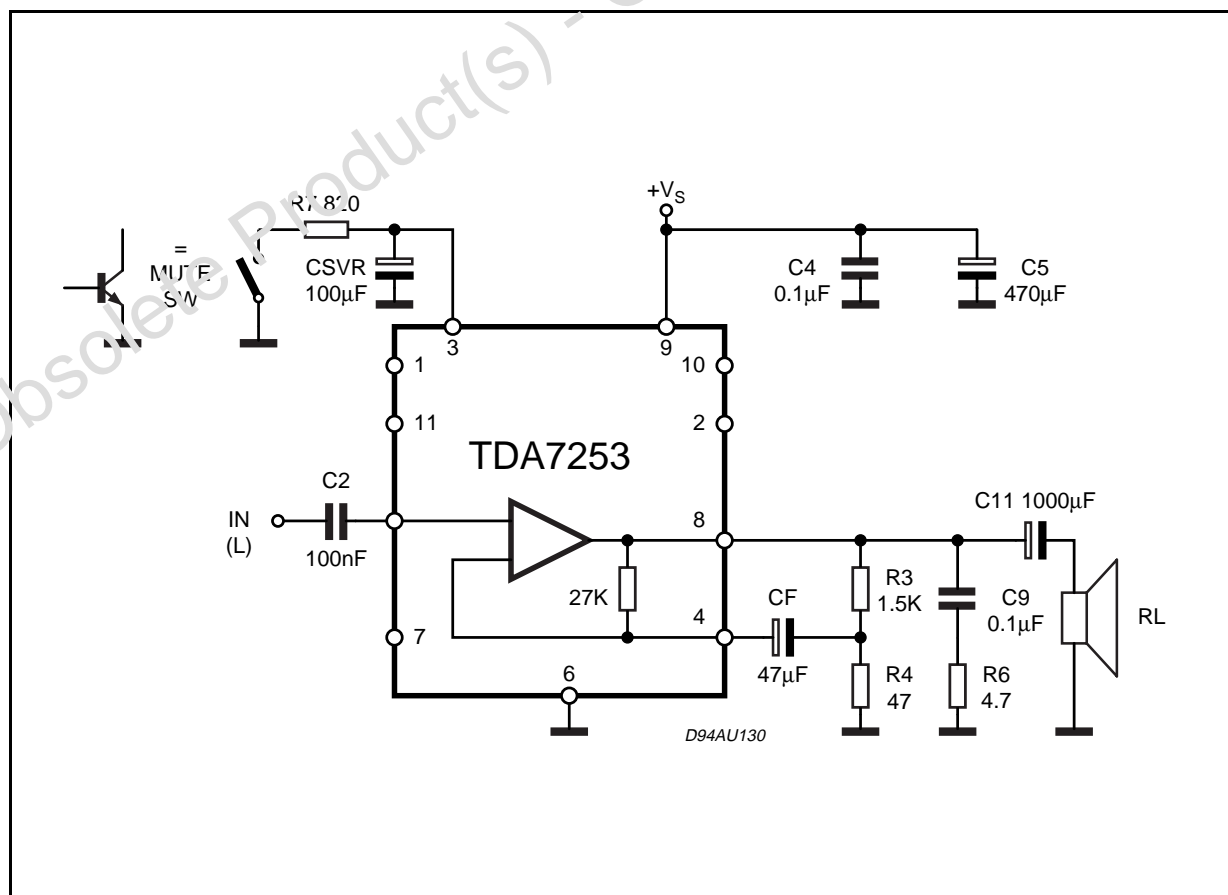 Obsolete Product(s) - O
+VS
R7 820
=
MUTE
SW
CSVR
100µF
C4
0.1µF
C5
470µF
3
9
1
10
11
2
TDA7253
C2
IN
(L)
100nF
8
C11 1000µF
27K
R3
1.5K
C9
0.1µF
4
CF
47µF
7
RL
R4
47
R6
4.7
6
D94AU130